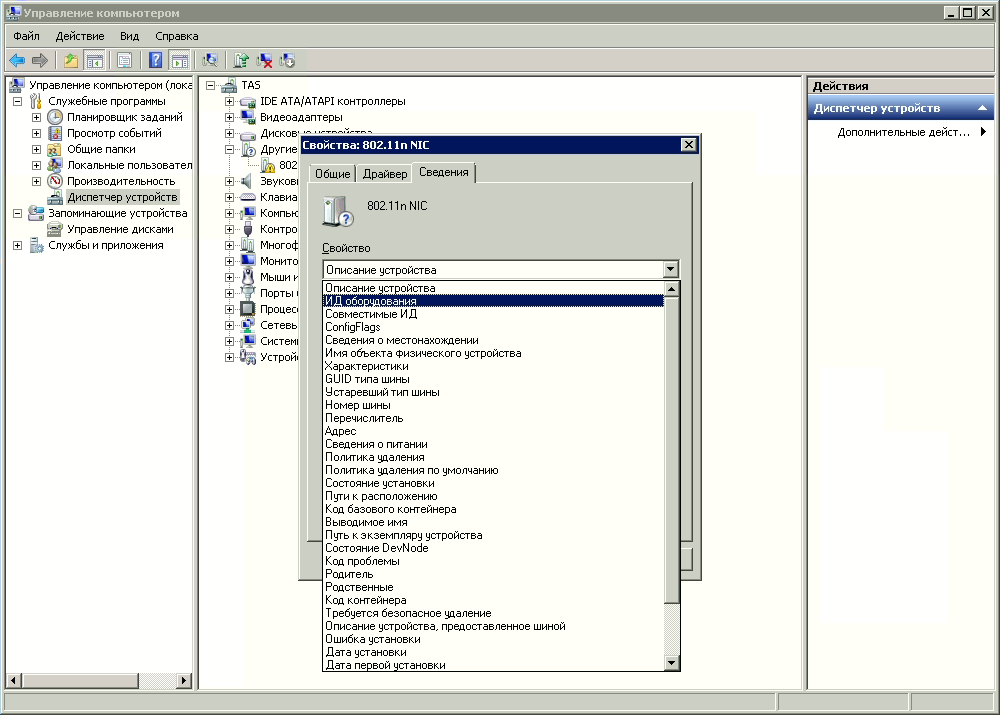 Управление компьютером
Файл Действие Вид Справка
Управление компьютером (лока
Служебные программы
Планировщик заданий
Просмотр событий
Общие папки
Локальные пользовател
Производительность
Диспетчер устройств
Запоминающие устройства
Управление дисками
Службы и приложения
TAS
IDE ATA/ATAPI контроллеры
Видеоадаптеры
Дисковые устройства
Другие
802
Звуковы
Клавиа
Компью
Контро
Многоф
Монито
Мыши и
Порты
Процес
Сетевь
Систем
Устрой
Свойства: 802.11n NIC
Общие Драйвер Сведения
802.11n NIC
Свойство
Описание устройства
Описание устройства
ИД оборудования
Совместимые ИД
ConfigFlags
Сведения о местонахождении
Имя объекта физического устройства
Характеристики
GUID типа шины
Устаревший тип шины
Номер шины
Перечислитель
Адрес
Сведения о питании
Политика удаления
Политика удаления по умолчанию
Состояние установки
Пути к расположению
Код базового контейнера
Выводимое имя
Путь к экземпляру устройства
Состояние DevNode
Код проблемы
Родитель
Родственные
Код контейнера
Требуется безопасное удаление
Описание устройства, предоставленное шиной
Ошибка установки
Дата установки
Дата первой установки
Действия
Диспетчер устройств
Дополнительные дейст...